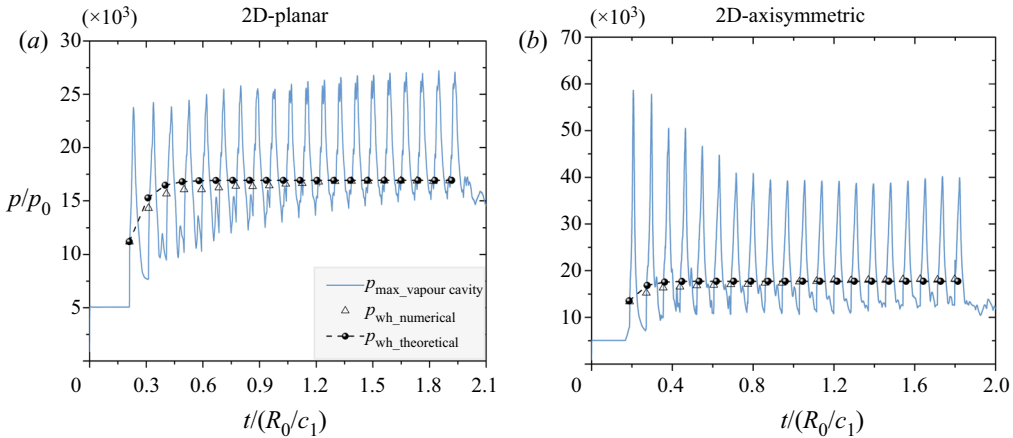 2D-planar
2D-axisymmetric
(×10³)
(×10³)
(a)
(b)
30
25
20
15
10
5
p/p₀
70
60
50
40
30
20
10
p_max_vapour cavity
p_wh_numerical
p_wh_theoretical
0 0.3 0.6 0.9 1.2 1.5 1.8 2.1
0 0.4 0.8 1.2 1.6 2.0
t/(R₀/c₁)
t/(R₀/c₁)